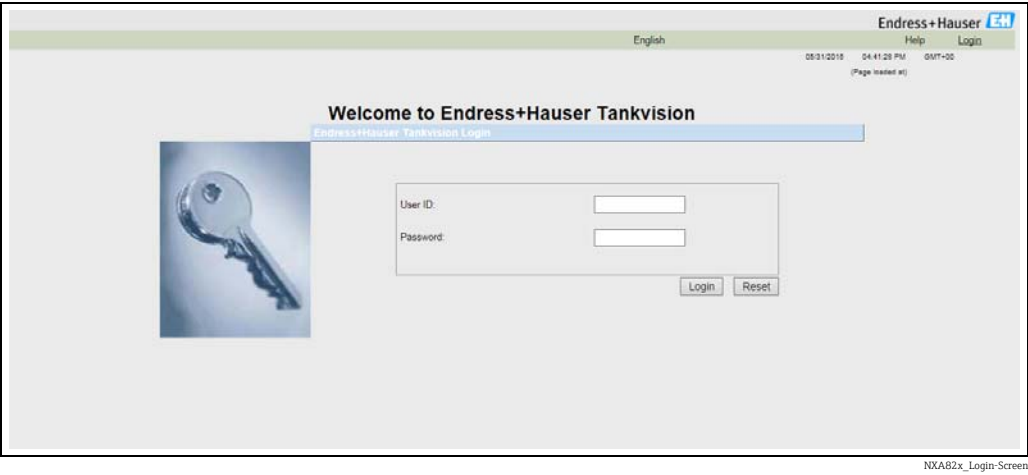 Endress+Hauser EH
English Help Login
05/31/2018 04:41:28 PM GMT+00
(Page loaded at)
Welcome to Endress+Hauser Tankvision
Endress+Hauser Tankvision Login
User ID:
Password:
Login Reset
NXA82x_Login-Screen